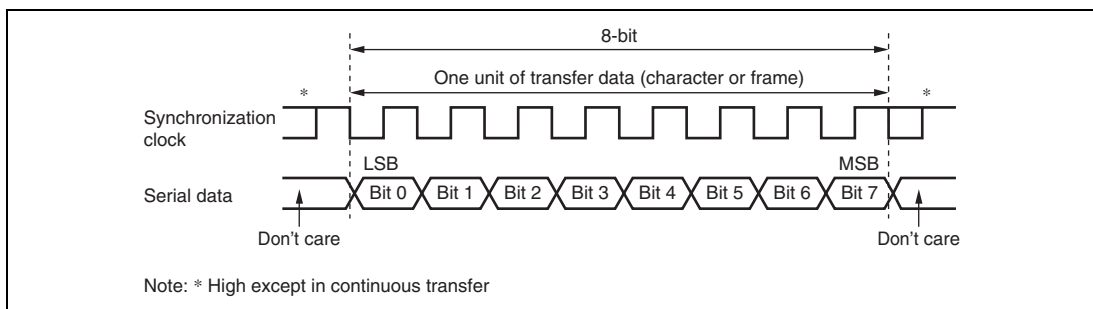 8-bit
One unit of transfer data (character or frame)
* *
Synchronization
clock
LSB MSB
Serial data Bit 0 Bit 1 Bit 2 Bit 3 Bit 4 Bit 5 Bit 6 Bit 7
Don't care Don't care
Note: * High except in continuous transfer